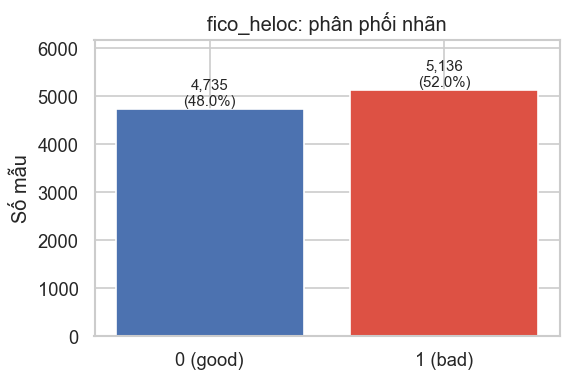 fico_heloc: phân phối nhãn
Số mẫu
6000
5000
4000
3000
2000
1000
0
4,735
(48.0%)
5,136
(52.0%)
0 (good)
1 (bad)